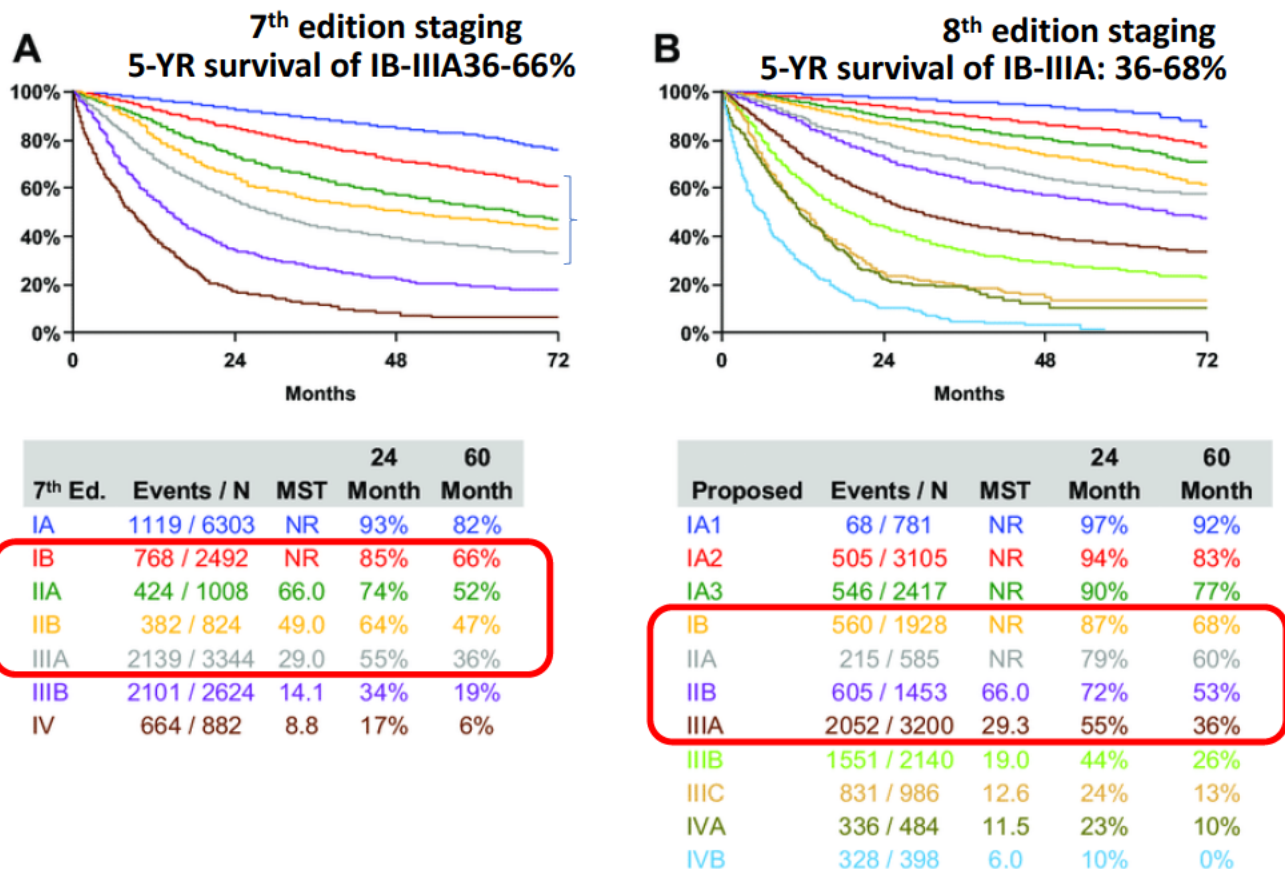 A
7th edition staging
5-YR survival of IB-IIIA36-66%
100%
80%
60%
40%
20%
0%
0 24 48 72
Months
24 60
7th Ed. Events / N MST Month Month
IA 1119 / 6303 NR 93% 82%
IB 768 / 2492 NR 85% 66%
IIA 424 / 1008 66.0 74% 52%
IIB 382 / 824 49.0 64% 47%
IIIA 2139 / 3344 29.0 55% 36%
IIIB 2101 / 2624 14.1 34% 19%
IV 664 / 882 8.8 17% 6%
B
8th edition staging
5-YR survival of IB-IIIA: 36-68%
100%
80%
60%
40%
20%
0%
0 24 48 72
Months
24 60
Proposed Events / N MST Month Month
IA1 68 / 781 NR 97% 92%
IA2 505 / 3105 NR 94% 83%
IA3 546 / 2417 NR 90% 77%
IB 560 / 1928 NR 87% 68%
IIA 215 / 585 NR 79% 60%
IIB 605 / 1453 66.0 72% 53%
IIIA 2052 / 3200 29.3 55% 36%
IIIB 1551 / 2140 19.0 44% 26%
IIIC 831 / 986 12.6 24% 13%
IVA 336 / 484 11.5 23% 10%
IVB 328 / 398 6.0 10% 0%